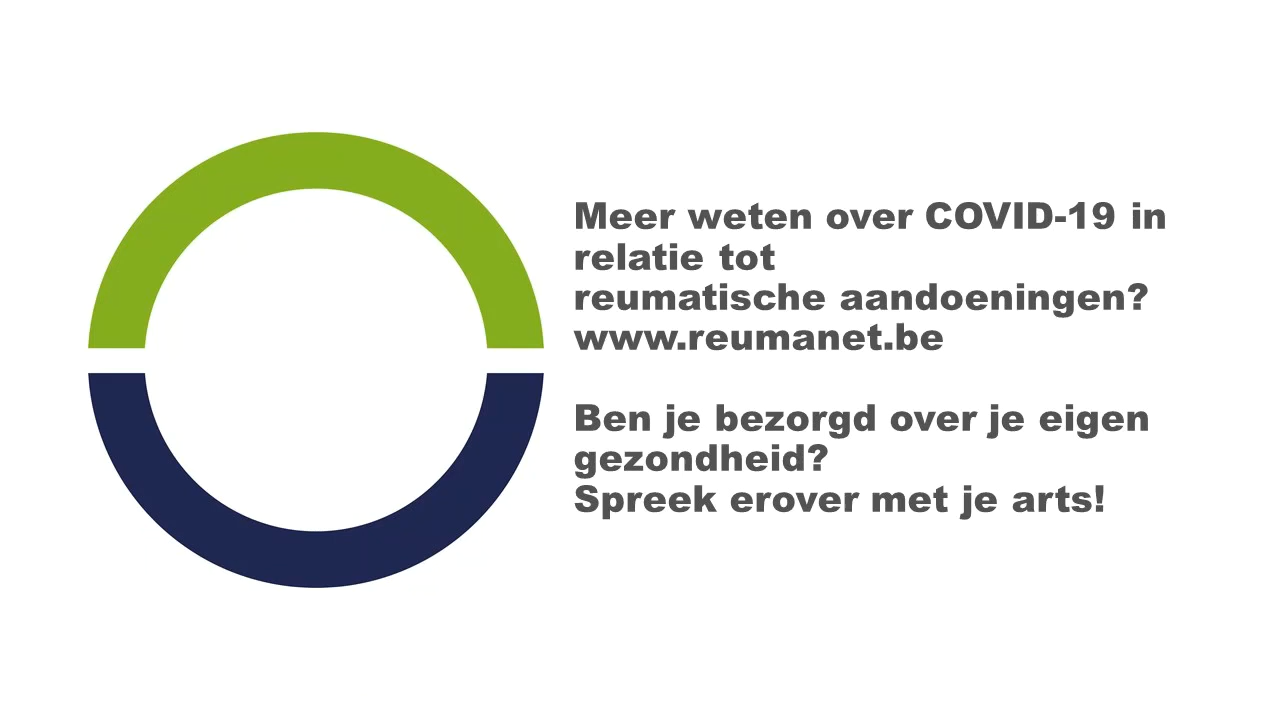 Meer weten over COVID-19 in
relatie tot
reumatische aandoeningen?
www.reumanet.be
Ben je bezorgd over je eigen
gezondheid?
Spreek erover met je arts!